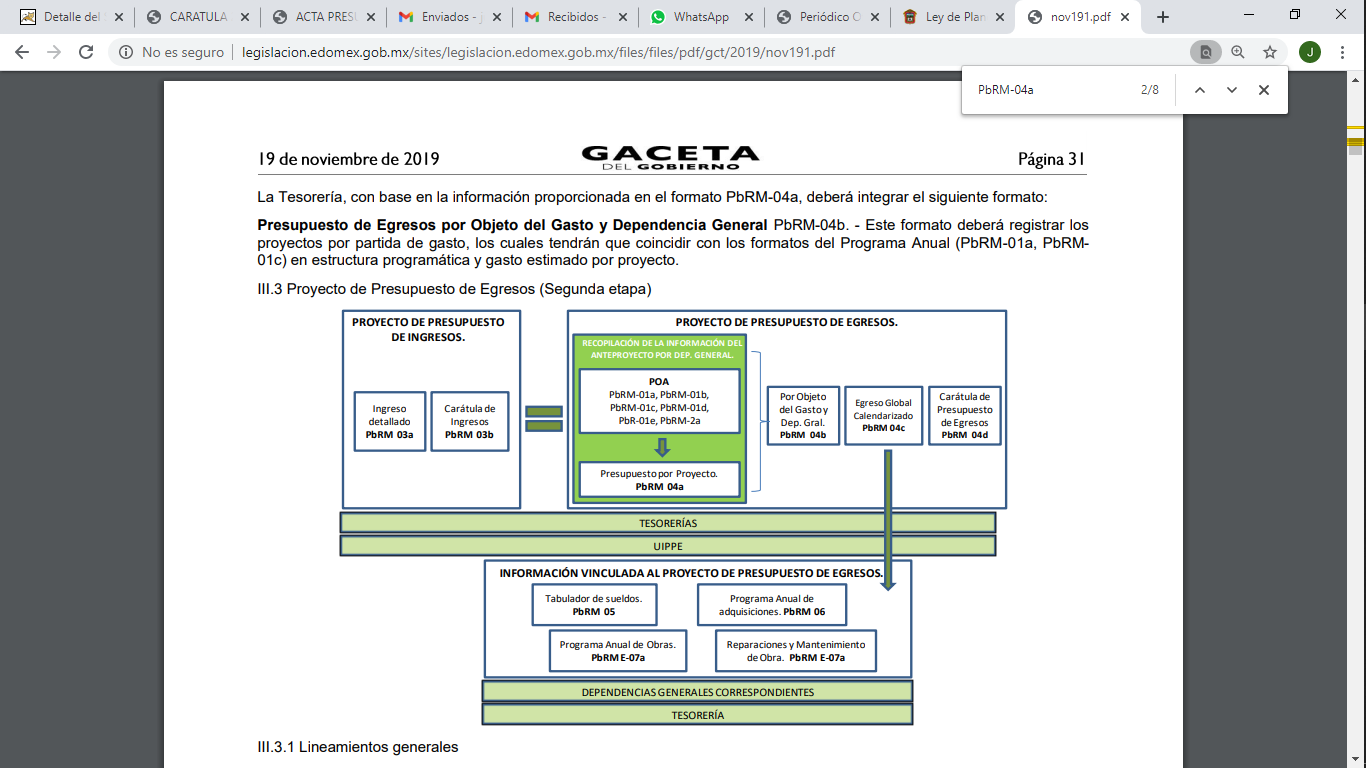 Detalle del S
CARATULA
ACTA PRESU
Enviados - j
Recibidos -
WhatsApp
Periódico O
Ley de Plan
nov191.pdf
No es seguro
legislacion.edomex.gob.mx/sites/legislacion.edomex.gob.mx/files/files/pdf/gct/2019/nov191.pdf
J
PbRM-04a
2/8
19 de noviembre de 2019
GACETA
DEL GOBIERNO
Página 31
La Tesorería, con base en la información proporcionada en el formato PbRM-04a, deberá integrar el siguiente formato:
Presupuesto de Egresos por Objeto del Gasto y Dependencia General PbRM-04b. - Este formato deberá registrar los
proyectos por partida de gasto, los cuales tendrán que coincidir con los formatos del Programa Anual (PbRM-01a, PbRM-
01c) en estructura programática y gasto estimado por proyecto.
III.3 Proyecto de Presupuesto de Egresos (Segunda etapa)
PROYECTO DE PRESUPUESTO
DE INGRESOS.
Ingreso
detallado
PbRM 03a
Carátula de
Ingresos
PbRM 03b
PROYECTO DE PRESUPUESTO DE EGRESOS.
RECOPILACIÓN DE LA INFORMACIÓN DEL
ANTEPROYECTO POR DEP. GENERAL.
POA
PbRM-01a, PbRM-01b,
PbRM-01c, PbRM-01d,
PbR-01e, PbRM-2a
Presupuesto por Proyecto.
PbRM 04a
Por Objeto
del Gasto y
Dep. Gral.
PbRM 04b
Egreso Global
Calendarizado
PbRM 04c
Carátula de
Presupuesto
de Egresos
PbRM 04d
TESORERÍAS
UIPPE
INFORMACIÓN VINCULADA AL PROYECTO DE PRESUPUESTO DE EGRESOS.
Tabulador de sueldos.
PbRM 05
Programa Anual de
adquisiciones. PbRM 06
Programa Anual de Obras.
PbRM E-07a
Reparaciones y Mantenimiento
de Obra. PbRM E-07a
DEPENDENCIAS GENERALES CORRESPONDIENTES
TESORERÍA
III.3.1 Lineamientos generales